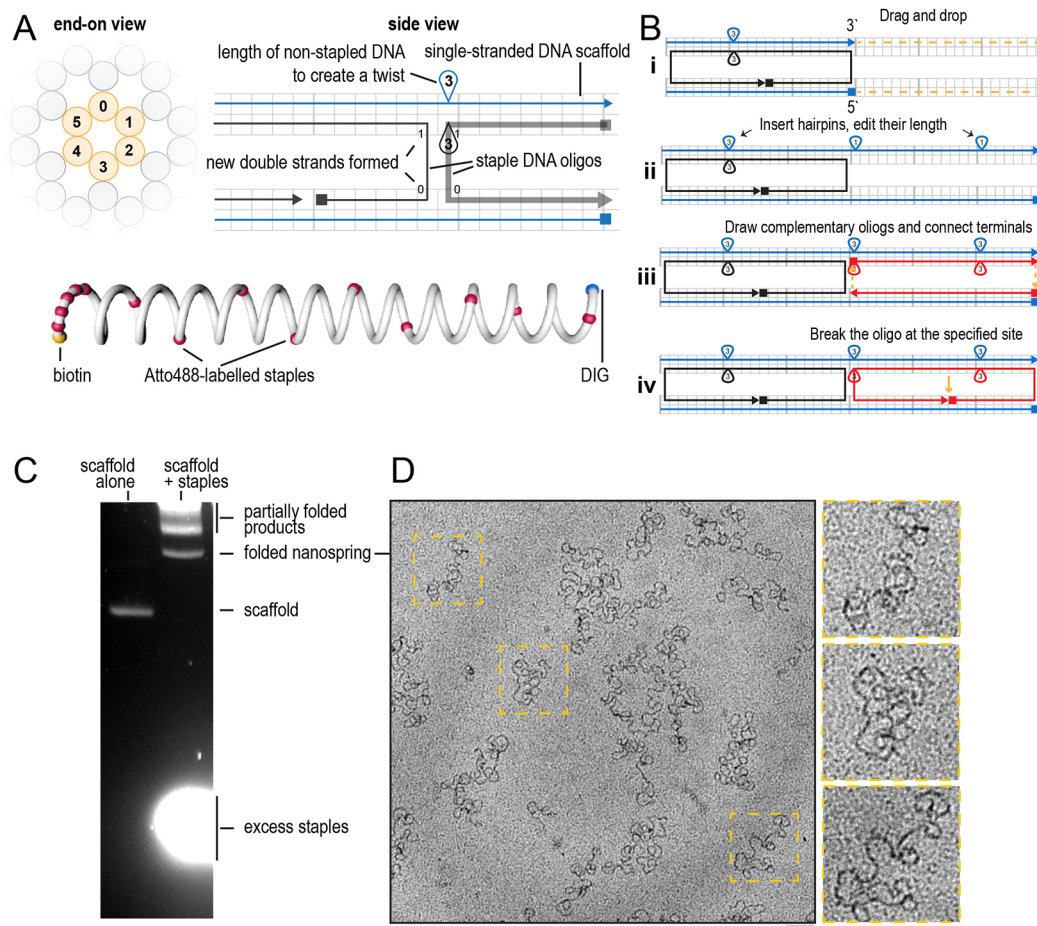 A
end-on view
side view
0
5
1
4
2
3
length of non-stapled DNA
to create a twist
single-stranded DNA scaffold
3
1
1
3
new double strands formed
staple DNA oligos
0
0
biotin
Atto488-labelled staples
DIG
B
3`
Drag and drop
3
3
i
5`
Insert hairpins, edit their length
3
1
1
3
ii
Draw complementary oliogs and connect terminals
3
3
3
3
3
3
iii
Break the oligo at the specified site
3
3
3
3
3
3
iv
C
scaffold
alone
scaffold
+ staples
partially folded
products
folded nanospring
scaffold
excess staples
D